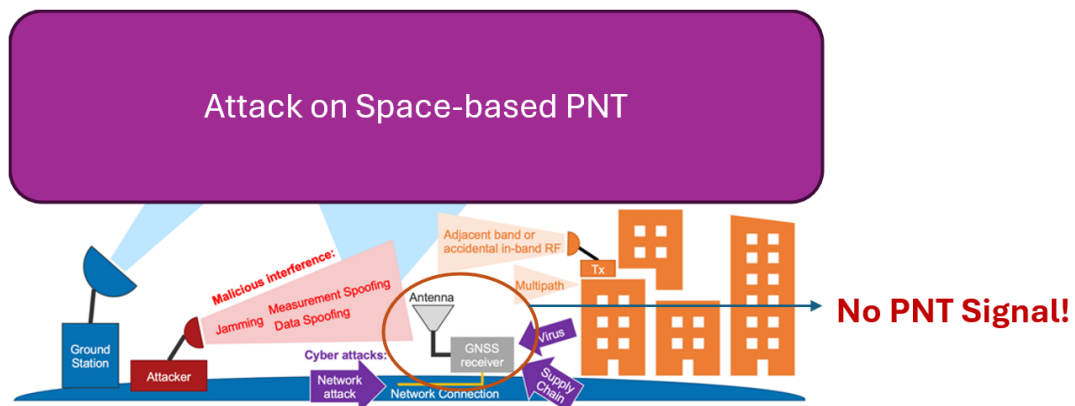 Attack on Space-based PNT
Adjacent band or
accidental in-band RF
Tx
Malicious interference:
Multipath
Measurement Spoofing
Jamming
Data Spoofing
Antenna
No PNT Signal!
Virus
GNSS
receiver
Ground
Station
Cyber attacks:
Attacker
Network
attack
Network Connection
Supply
Chain